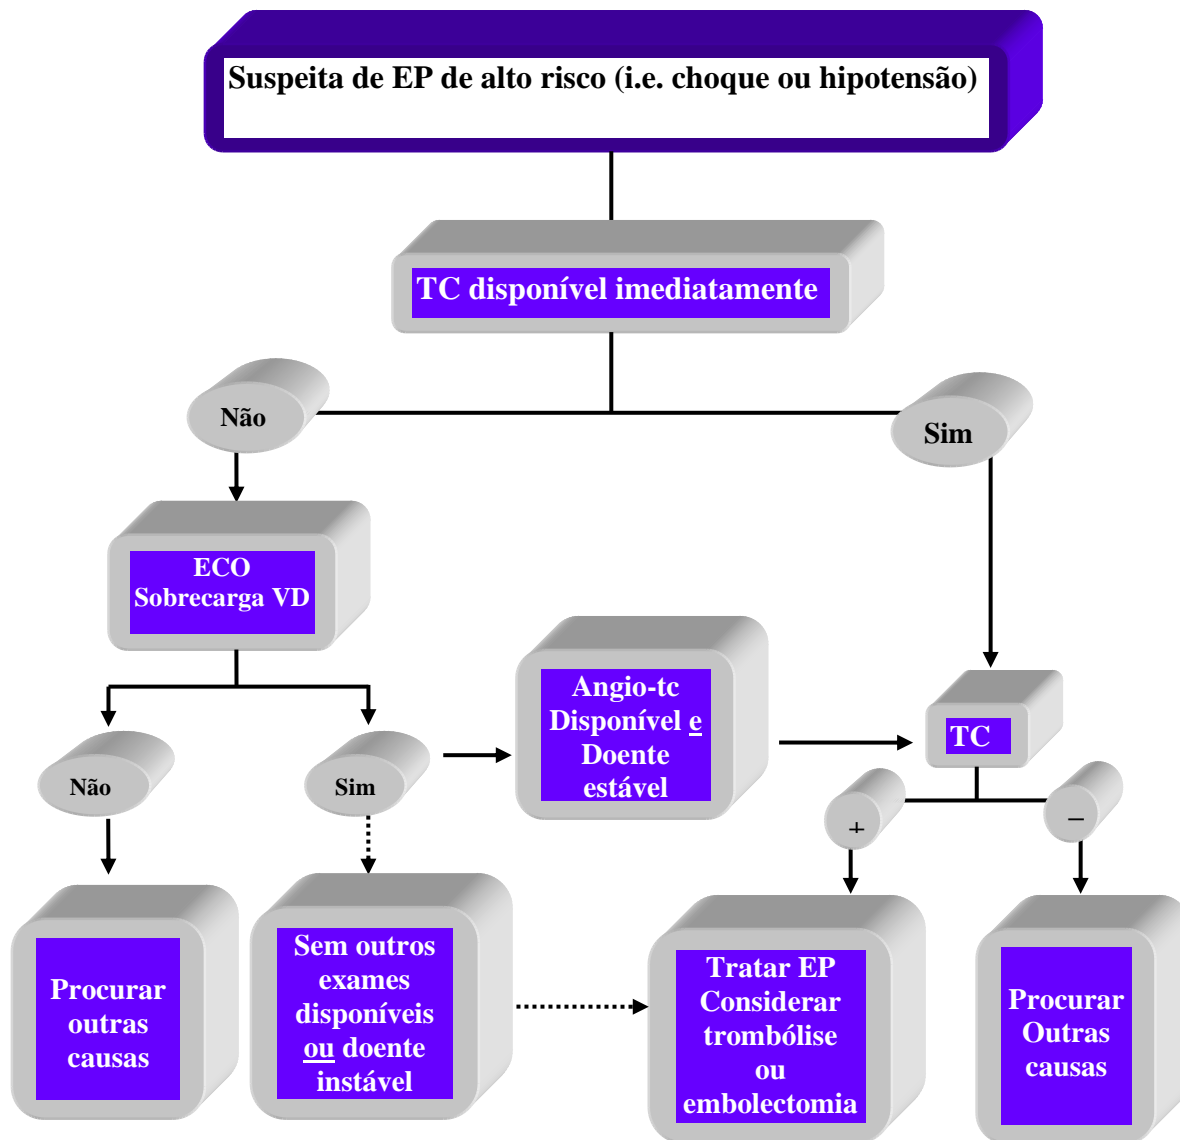 Suspeita de EP de alto risco (i.e. choque ou hipotensão)
TC disponível imediatamente
Não
Sim
ECO
Sobrecarga VD
Angio-tc
Disponível e
Doente
estável
TC
Não
Sim
+
–
Procurar
outras
causas
Sem outros
exames
disponíveis
ou doente
instável
Tratar EP
Considerar
trombólise
ou
embolectomia
Procurar
Outras
causas